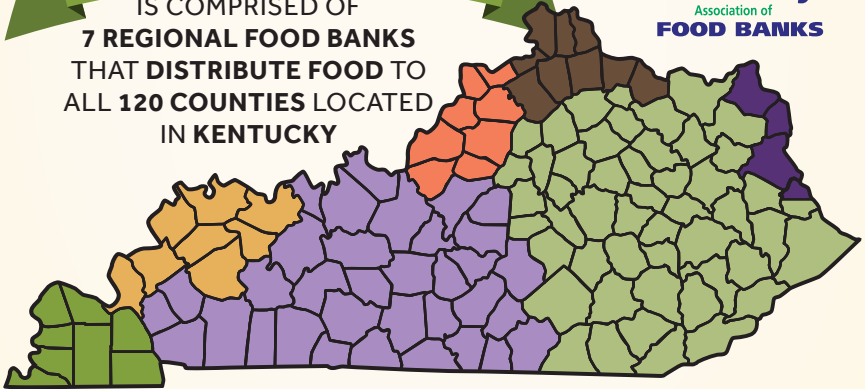 IS COMPRISED OF
7 REGIONAL FOOD BANKS
THAT DISTRIBUTE FOOD TO
ALL 120 COUNTIES LOCATED
IN KENTUCKY
Association of
FOOD BANKS